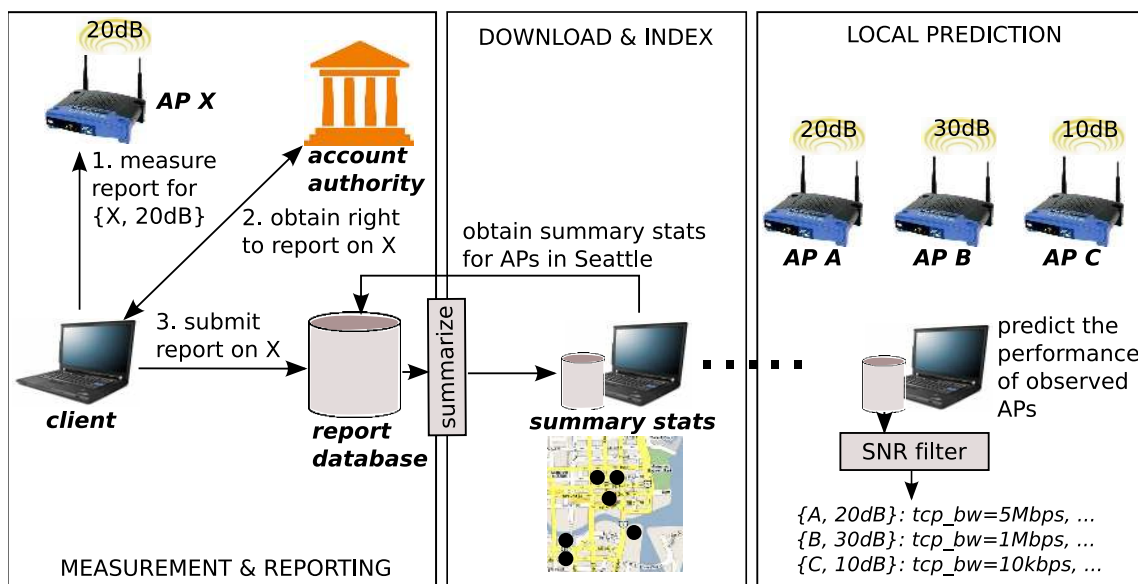 20dB
AP X
1. measure
report for
{X, 20dB}
account
authority
2. obtain right
to report on X
3. submit
report on X
client
report
database
MEASUREMENT & REPORTING
DOWNLOAD & INDEX
obtain summary stats
for APs in Seattle
summarize
summary stats
LOCAL PREDICTION
20dB
30dB
10dB
AP A
AP B
AP C
predict the
performance
of observed
APs
SNR filter
{A, 20dB}: tcp_bw=5Mbps, ...
{B, 30dB}: tcp_bw=1Mbps, ...
{C, 10dB}: tcp_bw=10kbps, ...